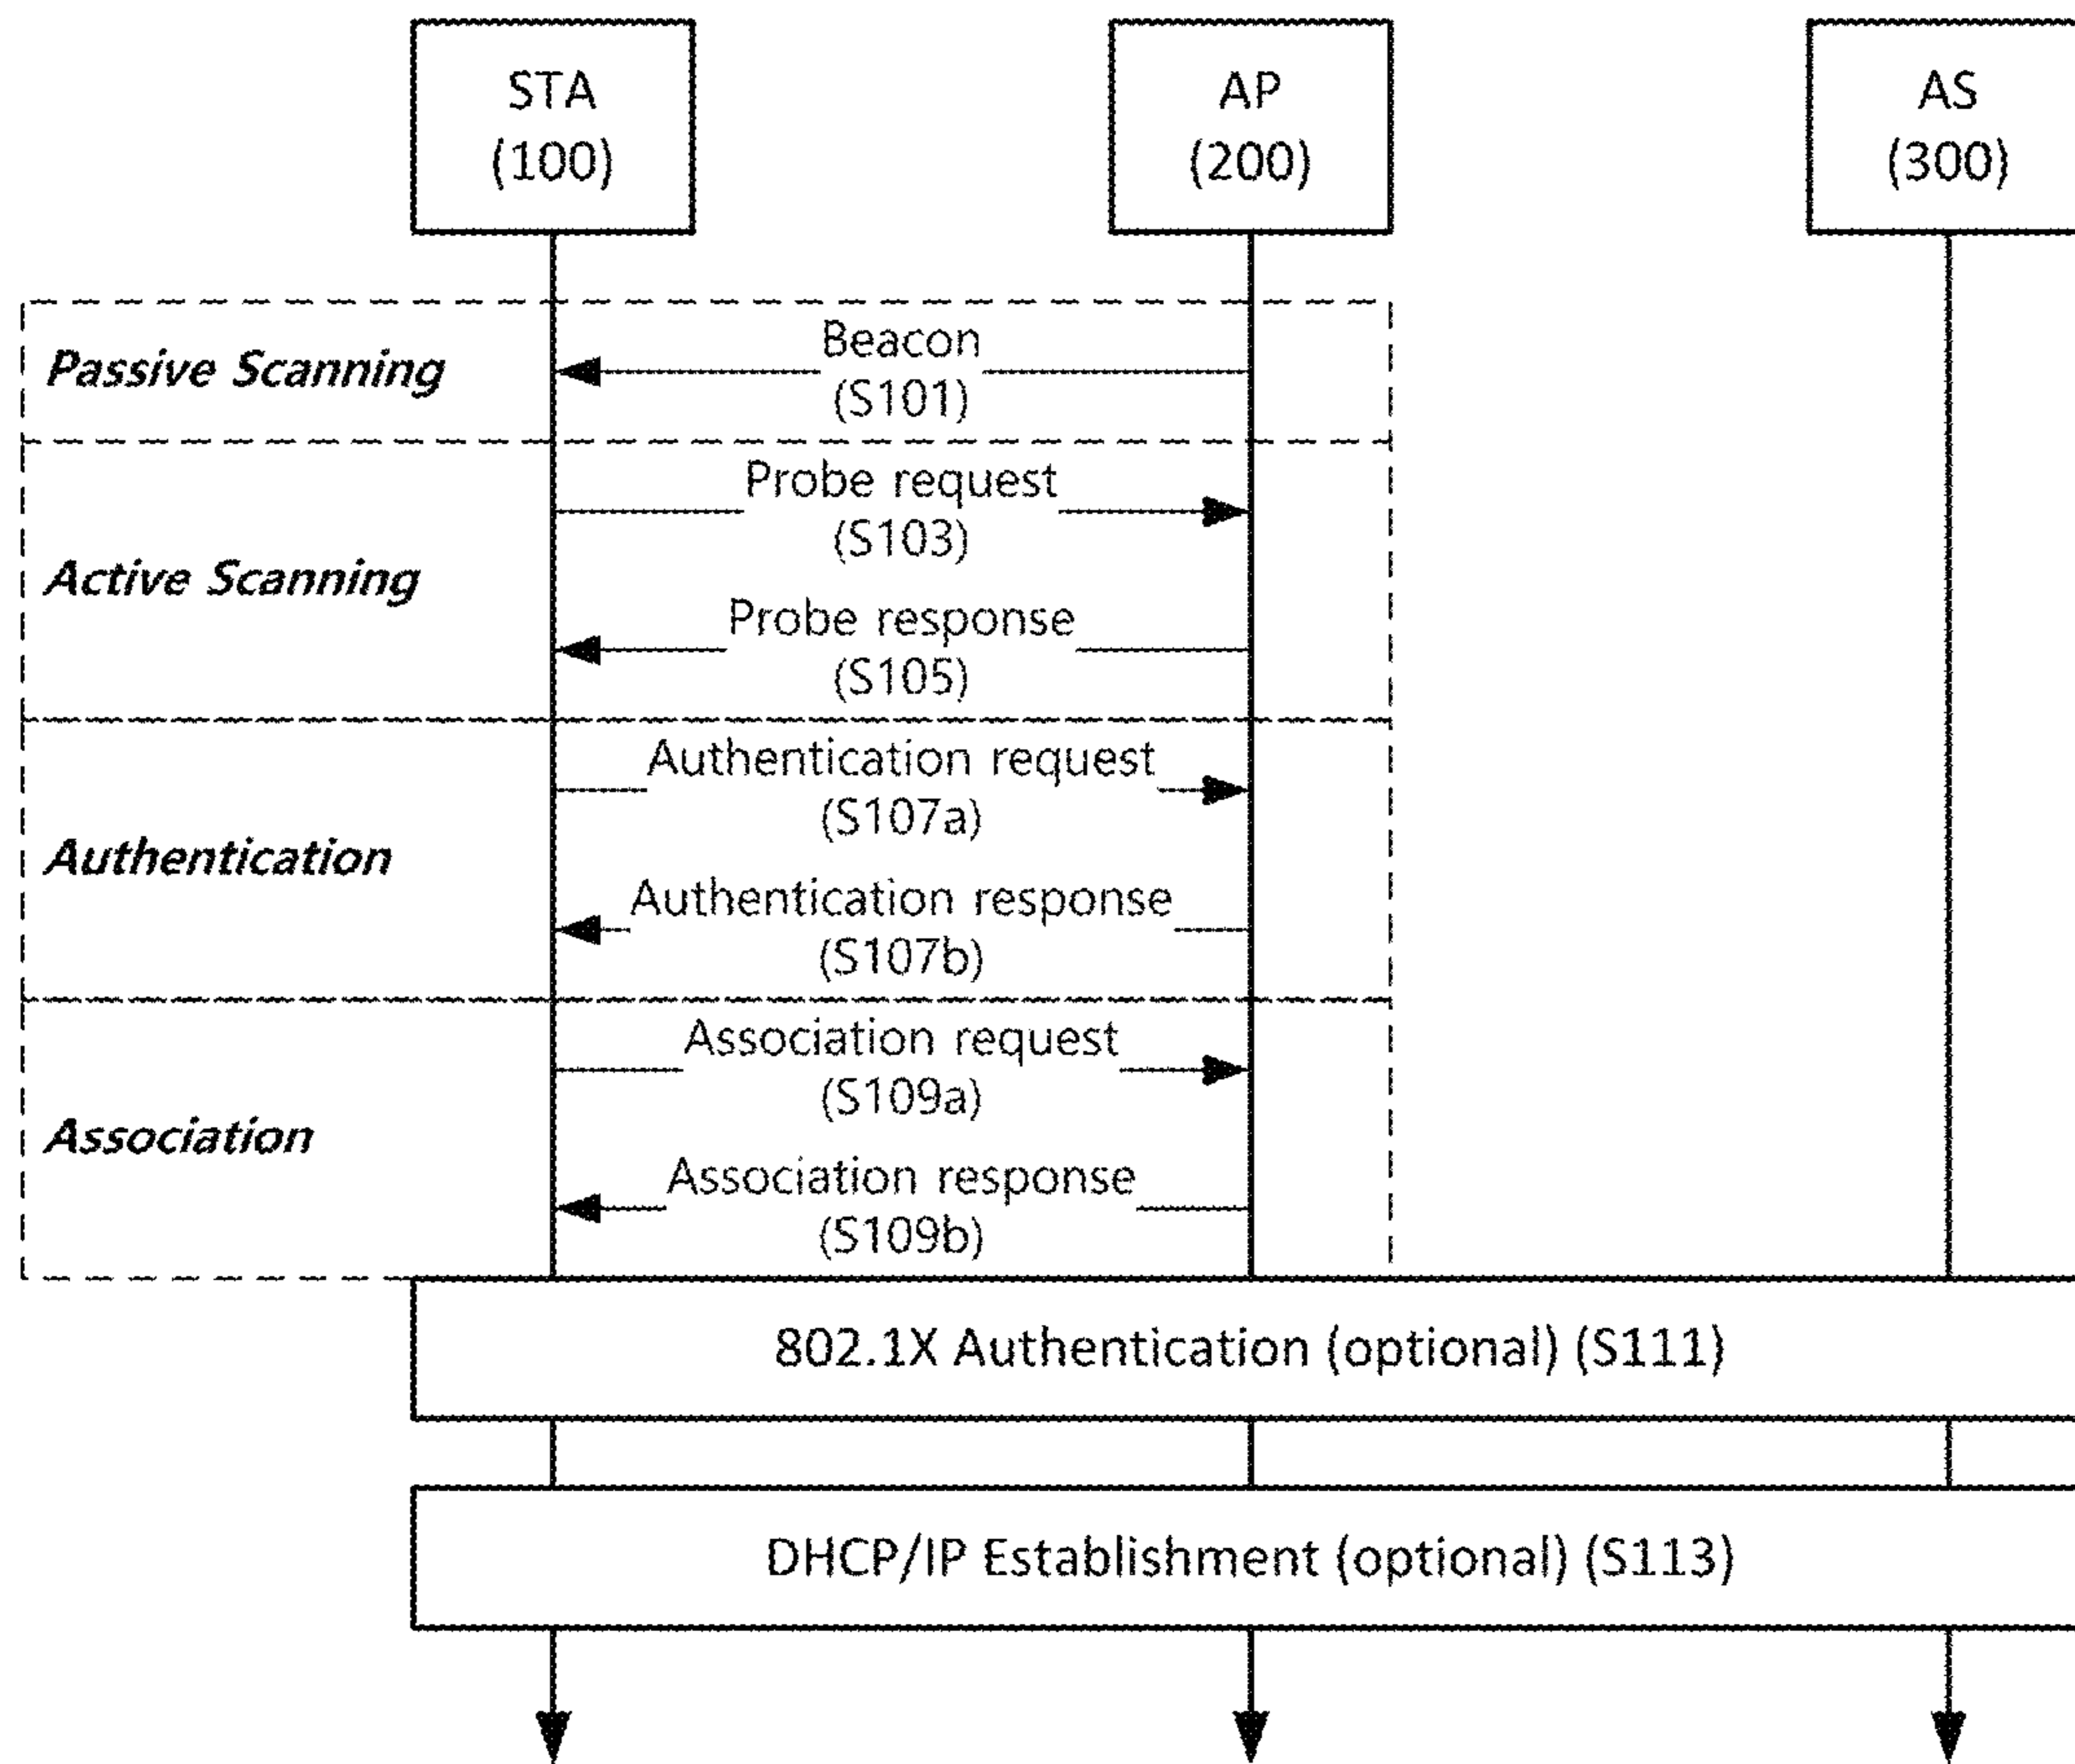 STA
(100)
AP
(200)
AS
(300)
Passive Scanning
Beacon
(S101)
Active Scanning
Probe request
(S103)
Probe response
(S105)
Authentication
Authentication request
(S107a)
Authentication response
(S107b)
Association
Association request
(S109a)
Association response
(S109b)
802.1X Authentication (optional) (S111)
DHCP/IP Establishment (optional) (S113)